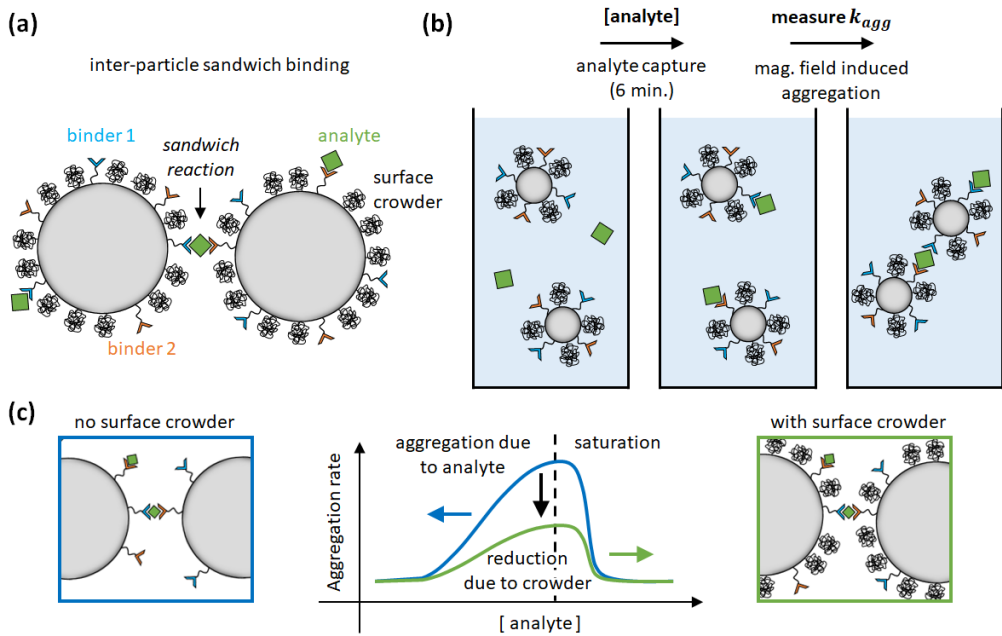 (a)
inter-particle sandwich binding
binder 1
sandwich
reaction
analyte
surface
crowder
binder 2
(b)
[analyte]
analyte capture
(6 min.)
measure k_agg
mag. field induced
aggregation
(c)
no surface crowder
Aggregation rate
aggregation due
to analyte
saturation
reduction
due to crowder
[ analyte]
with surface crowder